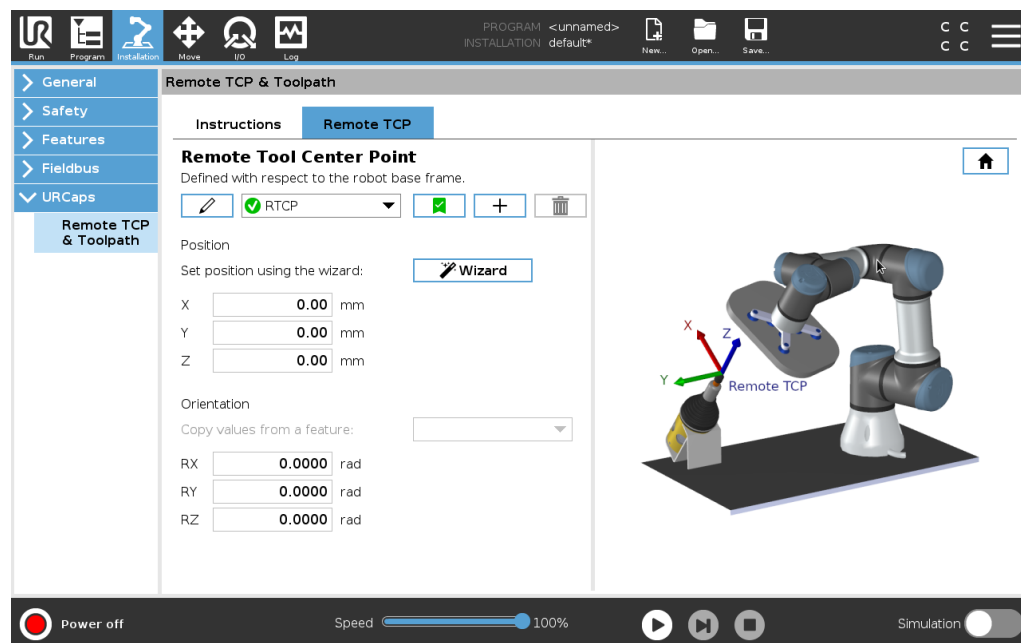 PROGRAM <unnamed>
INSTALLATION default*
C C
C C
Run Program Installation Move I/O Log New... Open... Save...
General
Safety
Features
Fieldbus
URCaps
Remote TCP
& Toolpath
Remote TCP & Toolpath
Instructions Remote TCP
Remote Tool Center Point
Defined with respect to the robot base frame.
RTCP
Position
Set position using the wizard: Wizard
X 0.00 mm
Y 0.00 mm
Z 0.00 mm
Orientation
Copy values from a feature:
RX 0.0000 rad
RY 0.0000 rad
RZ 0.0000 rad
X
Z
Y
Remote TCP
Power off Speed 100% Simulation